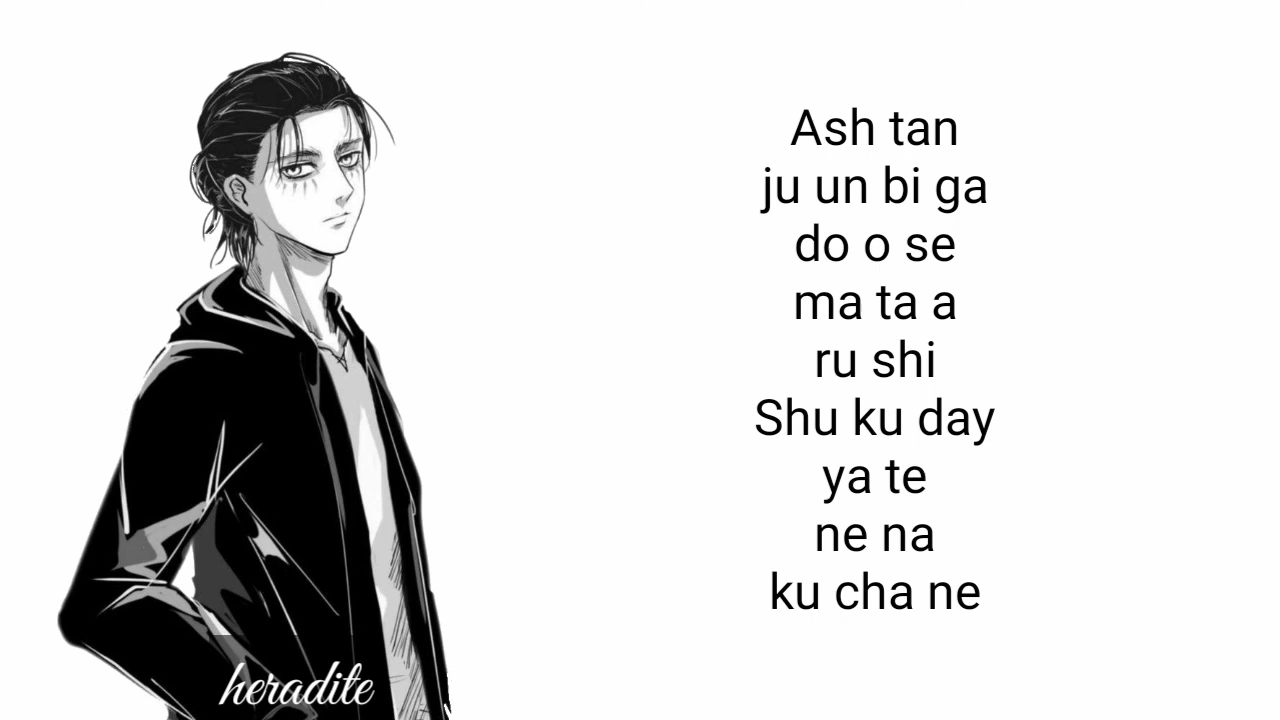 Ash tan
ju un bi ga
do o se
ma ta a
ru shi
Shu ku day
ya te
ne na
ku cha ne
heradite